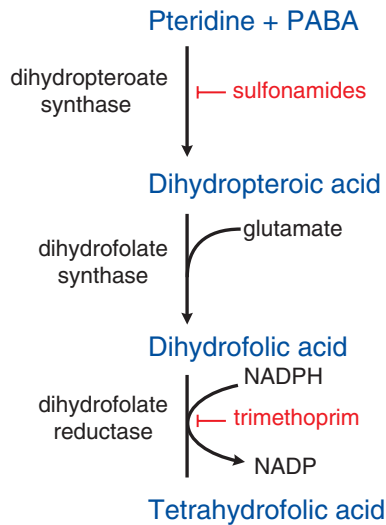 Pteridine + PABA
dihydropteroate
synthase
sulfonamides
Dihydropteroic acid
glutamate
dihydrofolate
synthase
Dihydrofolic acid
NADPH
dihydrofolate
reductase
trimethoprim
NADP
Tetrahydrofolic acid